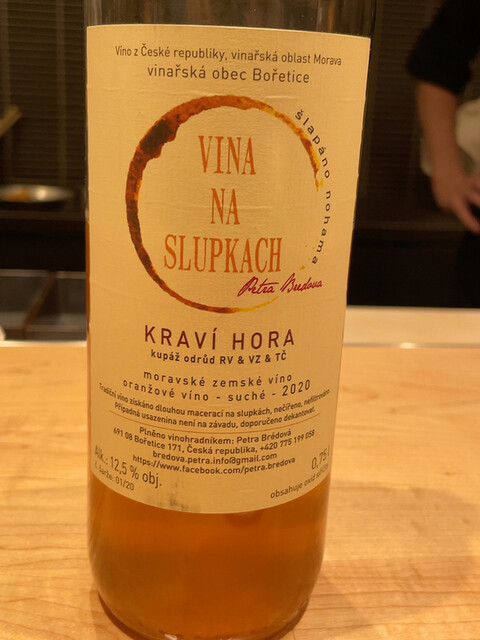 Víno z České republiky, vinařská oblast Morava
vinařská obec Bořetice
šlapáno nohama
VINA
NA
SLUPKACH
Petra Bredova
KRAVÍ HORA
kupáž odrůd RV & VZ & TČ
moravské zemské víno
oranžové víno - suché - 2020
Tradiční víno získáno dlouhou macerací na slupkách, nečiřeno, nefiltrováno.
Případná usazenina není na závadu, doporučeno dekantovat.
Plněno vinohradníkem: Petra Brédová
691 08 Bořetice 171, Česká republika, +420 775 199 058
bredova.petra.info@gmail.com
https://www.facebook.com/petra.bredova
Alk.: 12,5 % obj.
0,75 l
č. šarže: 01/20
obsahuje oxid siřičitý